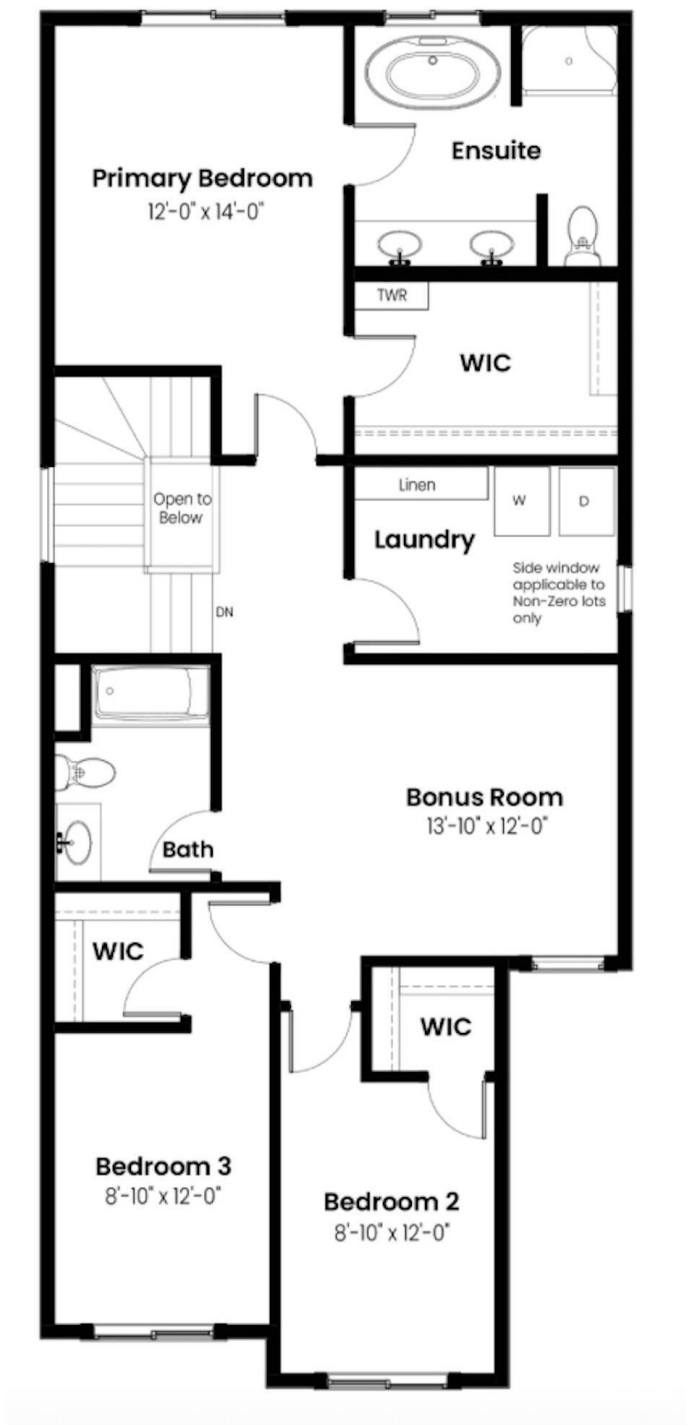 Ensuite
Primary Bedroom
12'-0" x 14'-0"
TWR
WIC
Linen
W
D
Open to
Below
Laundry
Side window
applicable to
Non-Zero lots
only
DN
Bonus Room
13'-10" x 12'-0"
Bath
WIC
WIC
Bedroom 3
8'-10" x 12'-0"
Bedroom 2
8'-10" x 12'-0"